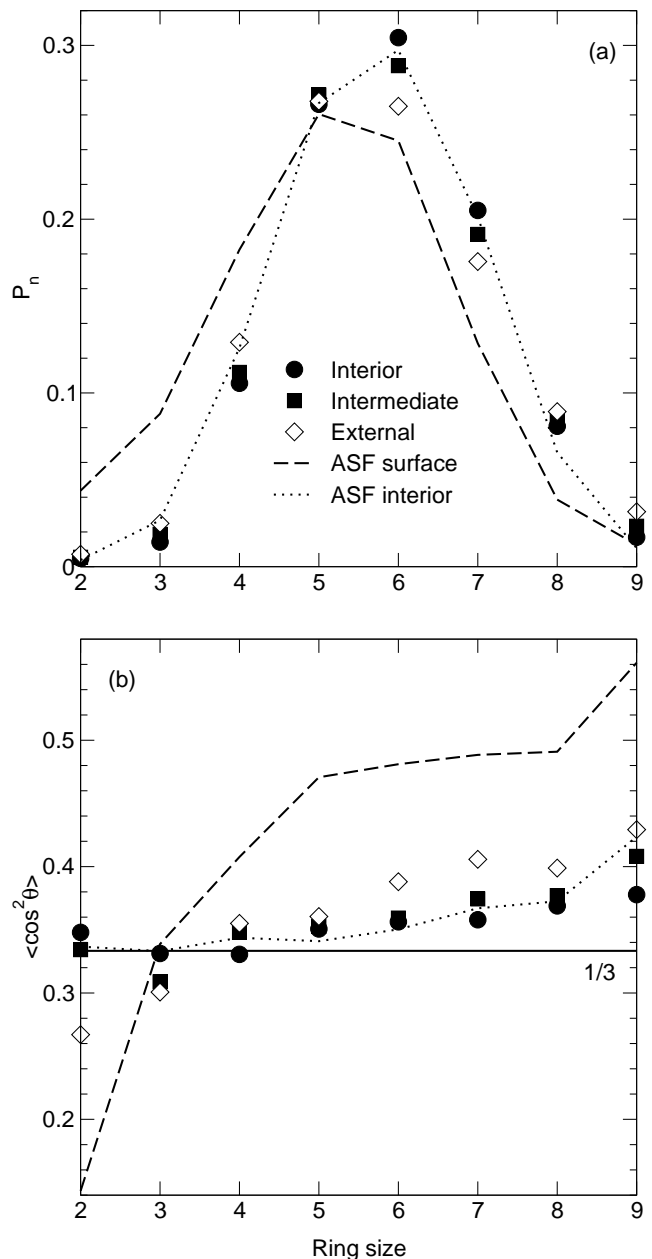 (a)
0.3
0.2
0.1
0
P_n
Interior
Intermediate
External
ASF surface
ASF interior
2 3 4 5 6 7 8 9
(b)
0.5
0.4
0.3
0.2
<cos²θ>
1/3
2 3 4 5 6 7 8 9
Ring size